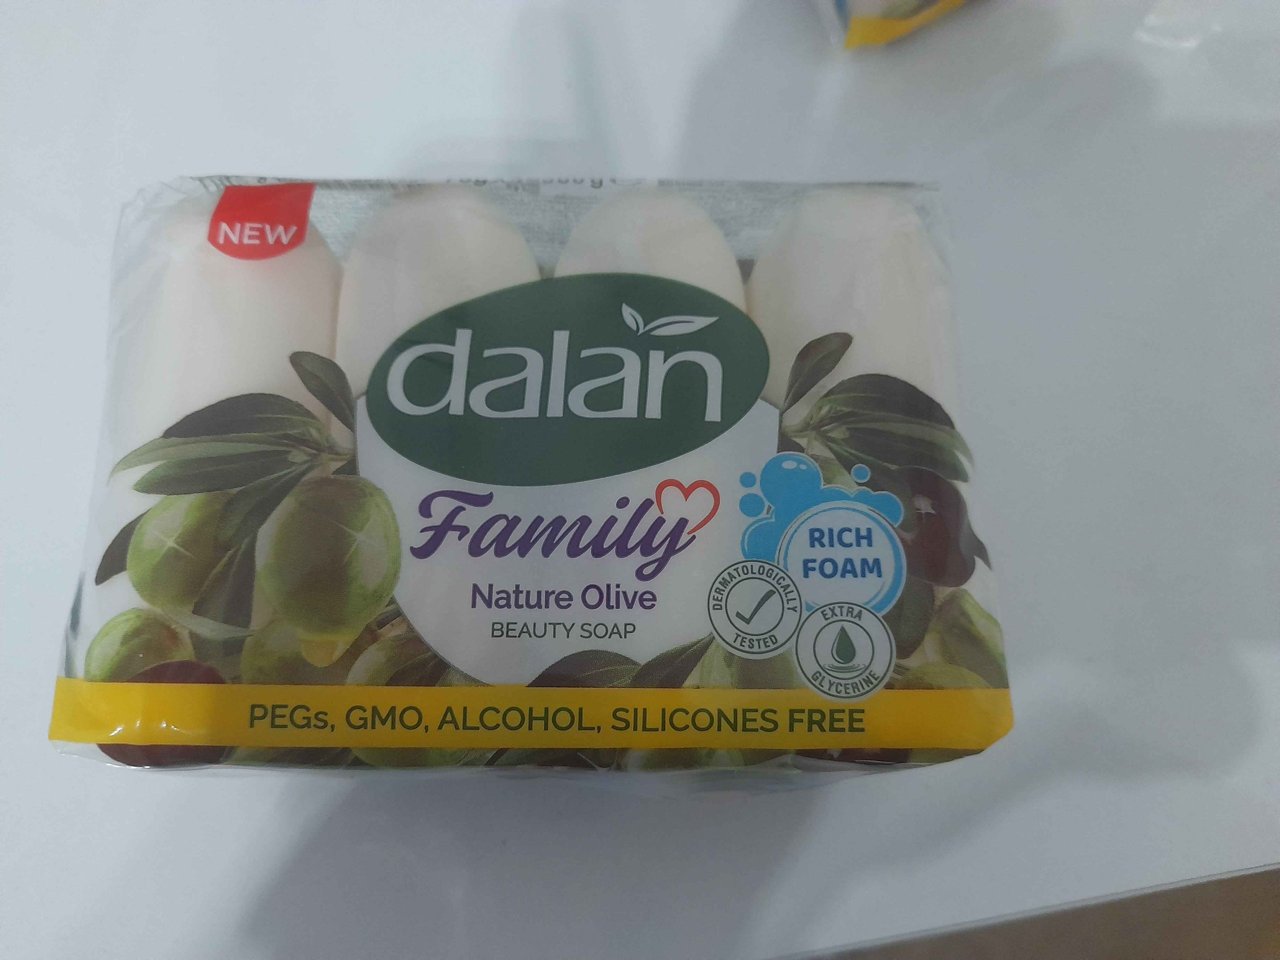 NEW
dalan
Family
Nature Olive
BEAUTY SOAP
RICH
FOAM
DERMATOLOGICALLY
TESTED
EXTRA
GLYCERINE
PEGs, GMO, ALCOHOL, SILICONES FREE